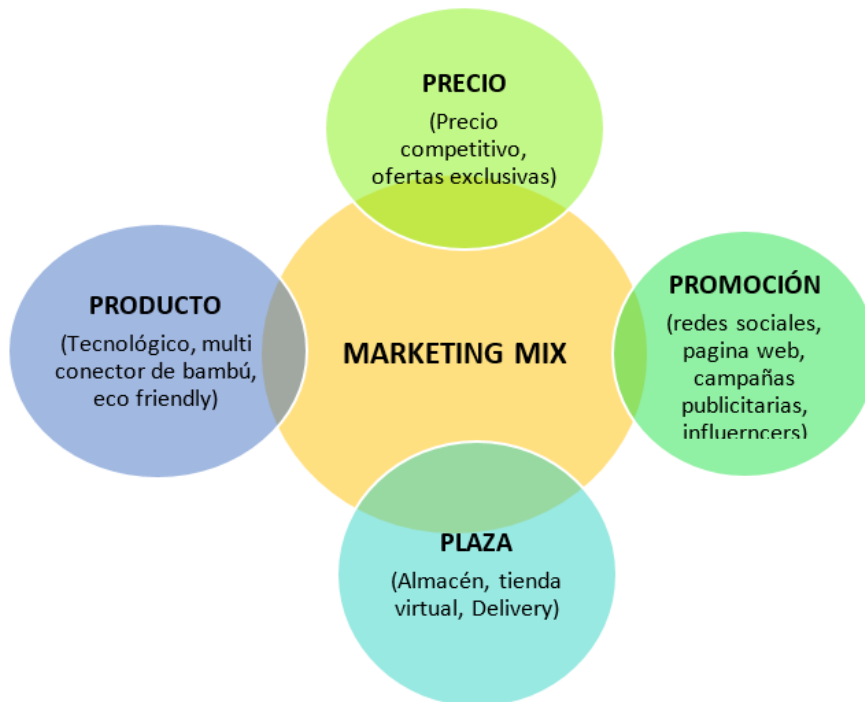 PRECIO
(Precio
competitivo,
ofertas exclusivas)
PRODUCTO
(Tecnológico, multi
conector de bambú,
eco friendly)
MARKETING MIX
PROMOCIÓN
(redes sociales,
pagina web,
campañas
publicitarias,
influerncers)
PLAZA
(Almacén, tienda
virtual, Delivery)